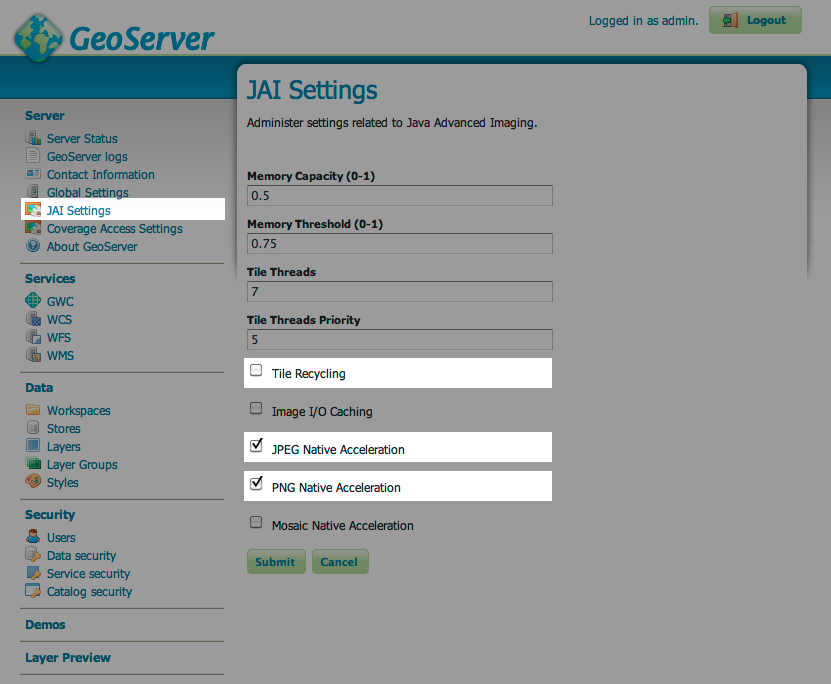 GeoServer
Logged in as admin.
Logout
Server
Server Status
GeoServer logs
Contact Information
Global Settings
JAI Settings
Coverage Access Settings
About GeoServer
Services
GWC
WCS
WFS
WMS
Data
Workspaces
Stores
Layers
Layer Groups
Styles
Security
Users
Data security
Service security
Catalog security
Demos
Layer Preview
JAI Settings
Administer settings related to Java Advanced Imaging.
Memory Capacity (0-1)
0.5
Memory Threshold (0-1)
0.75
Tile Threads
7
Tile Threads Priority
5
Tile Recycling
Image I/O Caching
JPEG Native Acceleration
PNG Native Acceleration
Mosaic Native Acceleration
Submit Cancel